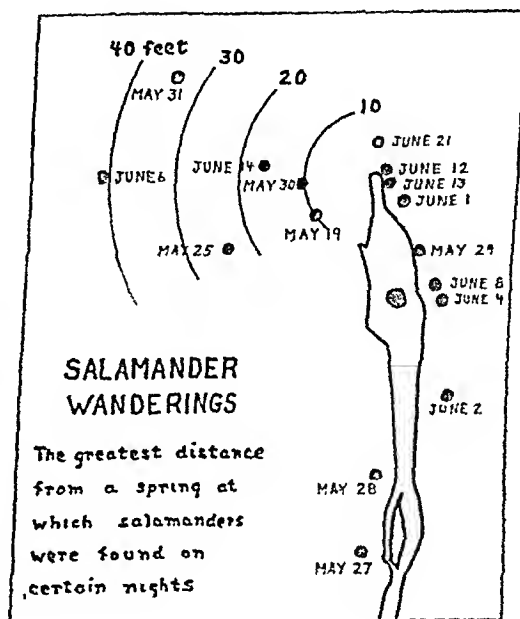 40 feet
30
20
10
MAY 31
JUNE 21
JUNE 14
JUNE 12
JUNE 6
MAY 30
JUNE 13
JUNE 1
MAY 19
MAY 25
MAY 29
JUNE 8
JUNE 4
SALAMANDER
WANDERINGS
JUNE 2
The greatest distance
from a spring at
which salamanders
were found on
certain nights
MAY 28
MAY 27